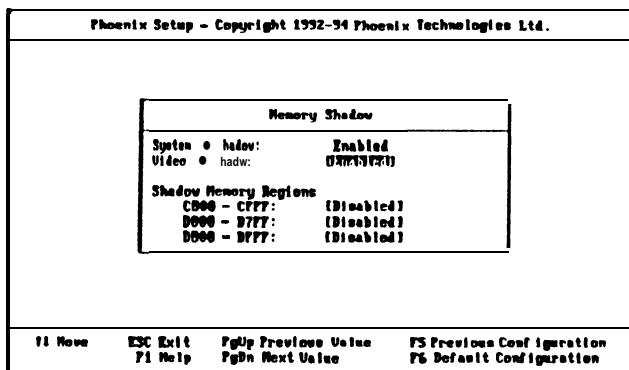 Phoenix Setup - Copyright 1992-94 Phoenix Technologies Ltd.
Memory Shadow
System ● hadow: Enabled
Video ● hadw: [Enabled]
Shadow Memory Regions
C800 - CFFF: [Disabled]
D000 - D7FF: [Disabled]
D800 - DFFF: [Disabled]
↑↓ Move ESC Exit PgUp Previous Value F5 Previous Configuration
F1 Help PgDn Next Value F6 Default Configuration